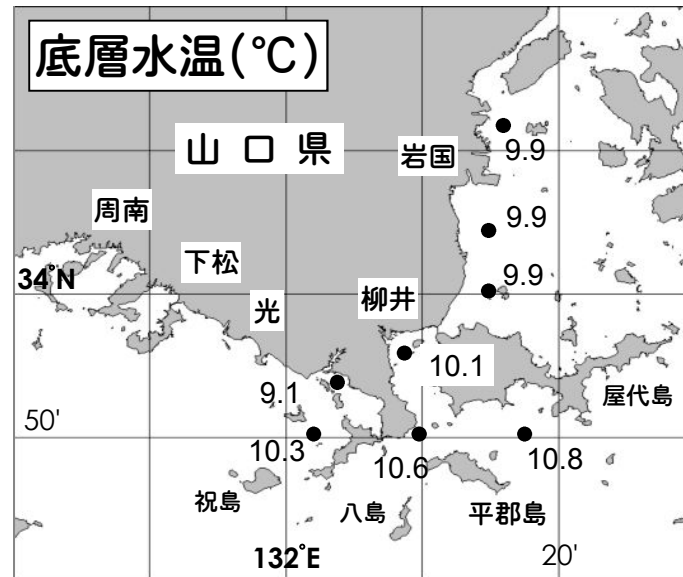 底層水温(℃)
山口県
岩国
9.9
周南
9.9
下松
34°N
9.9
光
柳井
10.1
9.1
屋代島
50'
10.3
10.6
10.8
祝島
八島
平郡島
132°E
20'